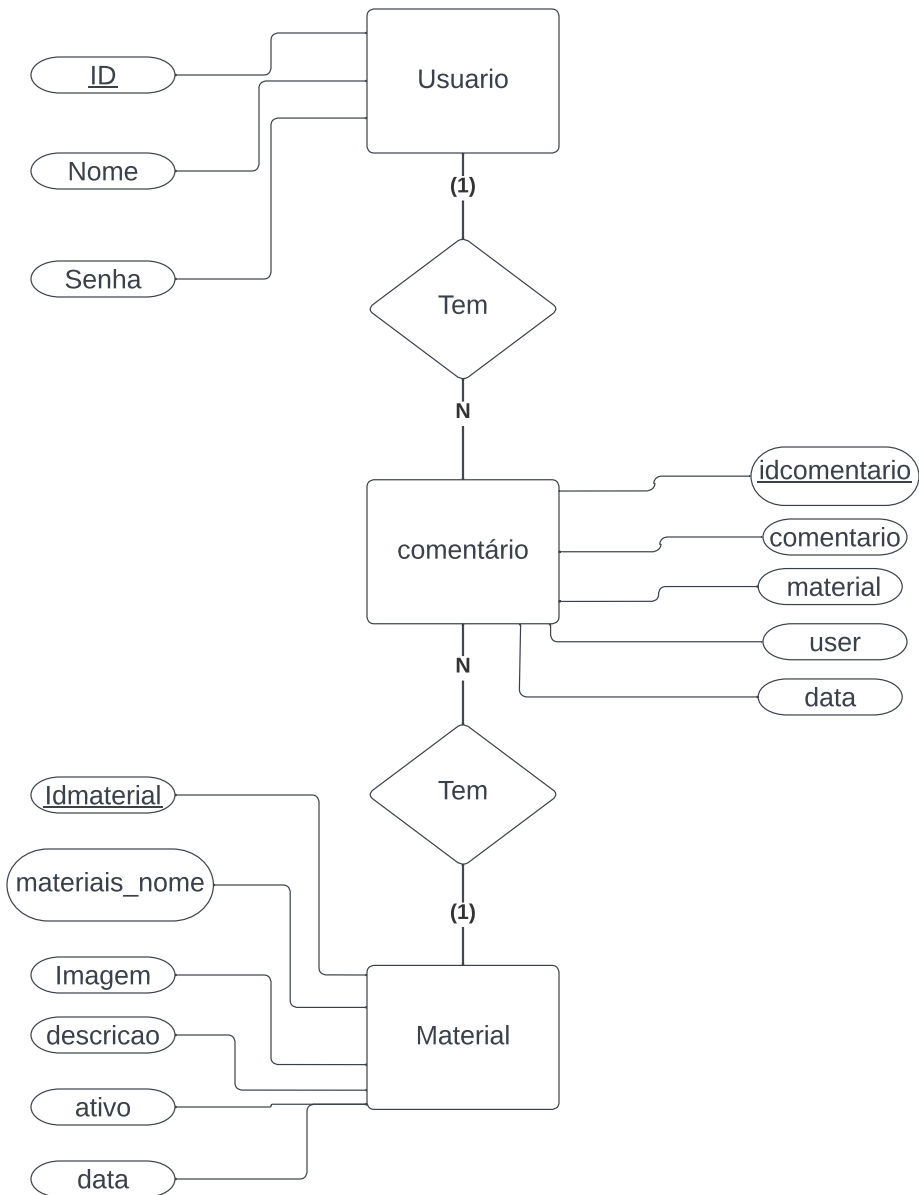 Usuario
ID
Nome
Senha
(1)
Tem
N
comentário
idcomentario
comentario
material
user
data
N
Tem
(1)
Material
Idmaterial
materiais_nome
Imagem
descricao
ativo
data